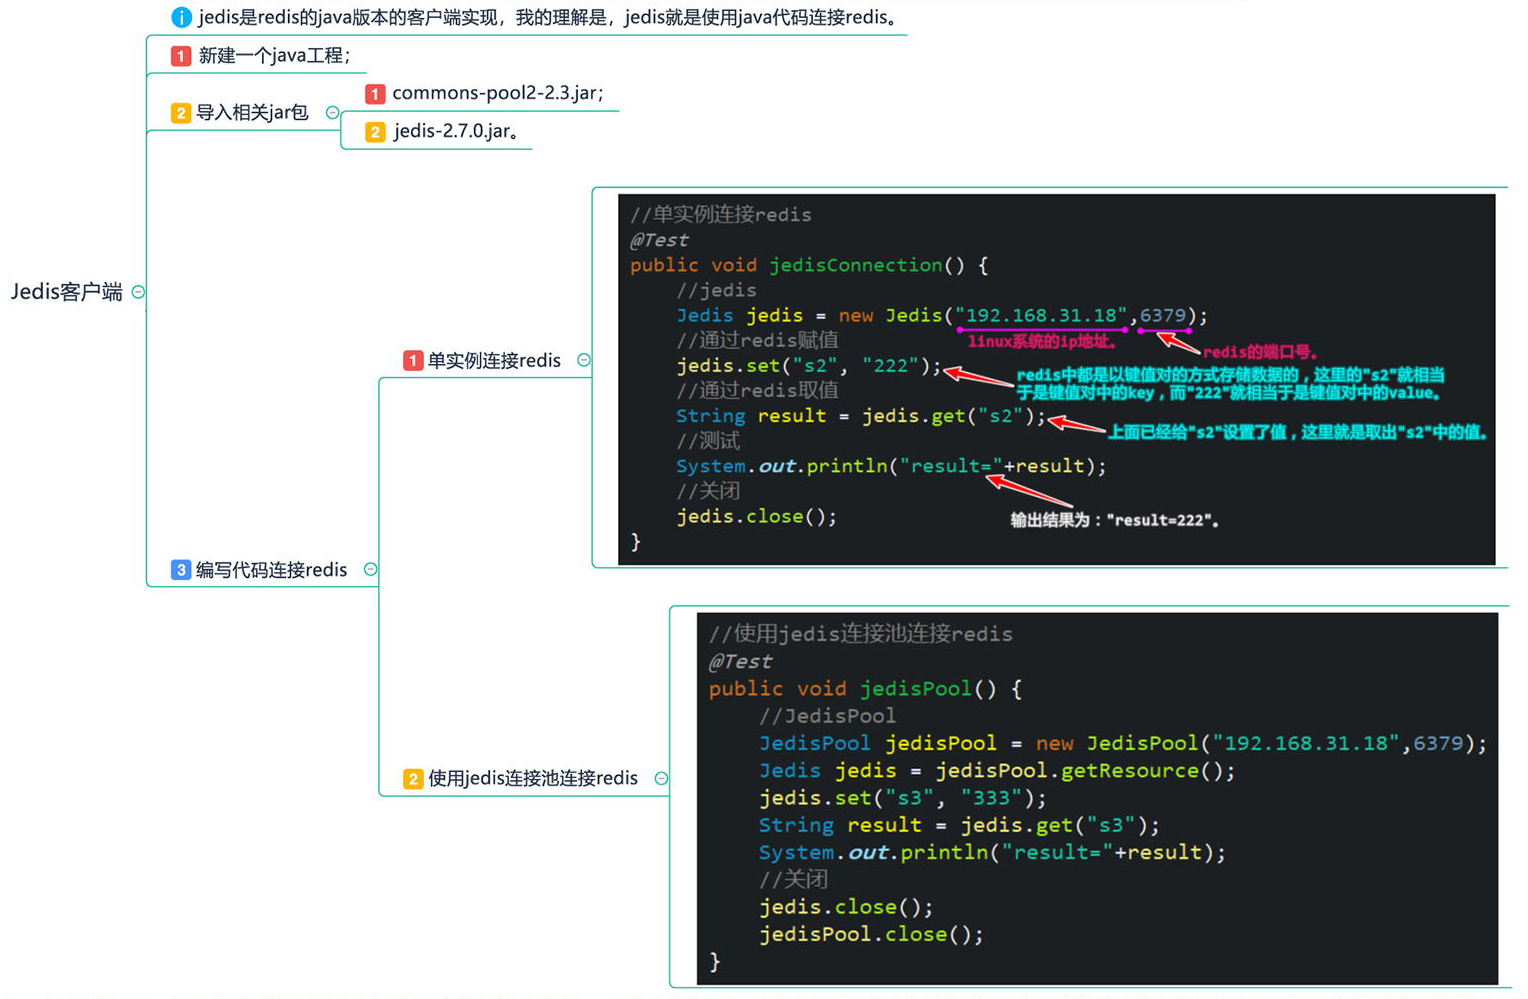 jedis是redis的java版本的客户端实现，我的理解是，jedis就是使用java代码连接redis。
1 新建一个java工程；
2 导入相关jar包
1 commons-pool2-2.3.jar；
2 jedis-2.7.0.jar。
Jedis客户端
3 编写代码连接redis
1 单实例连接redis
//单实例连接redis
@Test
public void jedisConnection() {
//jedis
Jedis jedis = new Jedis("192.168.31.18",6379);
linux系统的ip地址。
redis的端口号。
//通过redis赋值
jedis.set("s2", "222");
redis中都是以键值对的方式存储数据的，这里的"s2"就相当
于是键值对中的key，而"222"就相当于是键值对中的value。
//通过redis取值
String result = jedis.get("s2");
上面已经给"s2"设置了值，这里就是取出"s2"中的值。
//测试
System.out.println("result="+result);
//关闭
输出结果为："result=222"。
jedis.close();
}
2 使用jedis连接池连接redis
//使用jedis连接池连接redis
@Test
public void jedisPool() {
//JedisPool
JedisPool jedisPool = new JedisPool("192.168.31.18",6379);
Jedis jedis = jedisPool.getResource();
jedis.set("s3", "333");
String result = jedis.get("s3");
System.out.println("result="+result);
//关闭
jedis.close();
jedisPool.close();
}